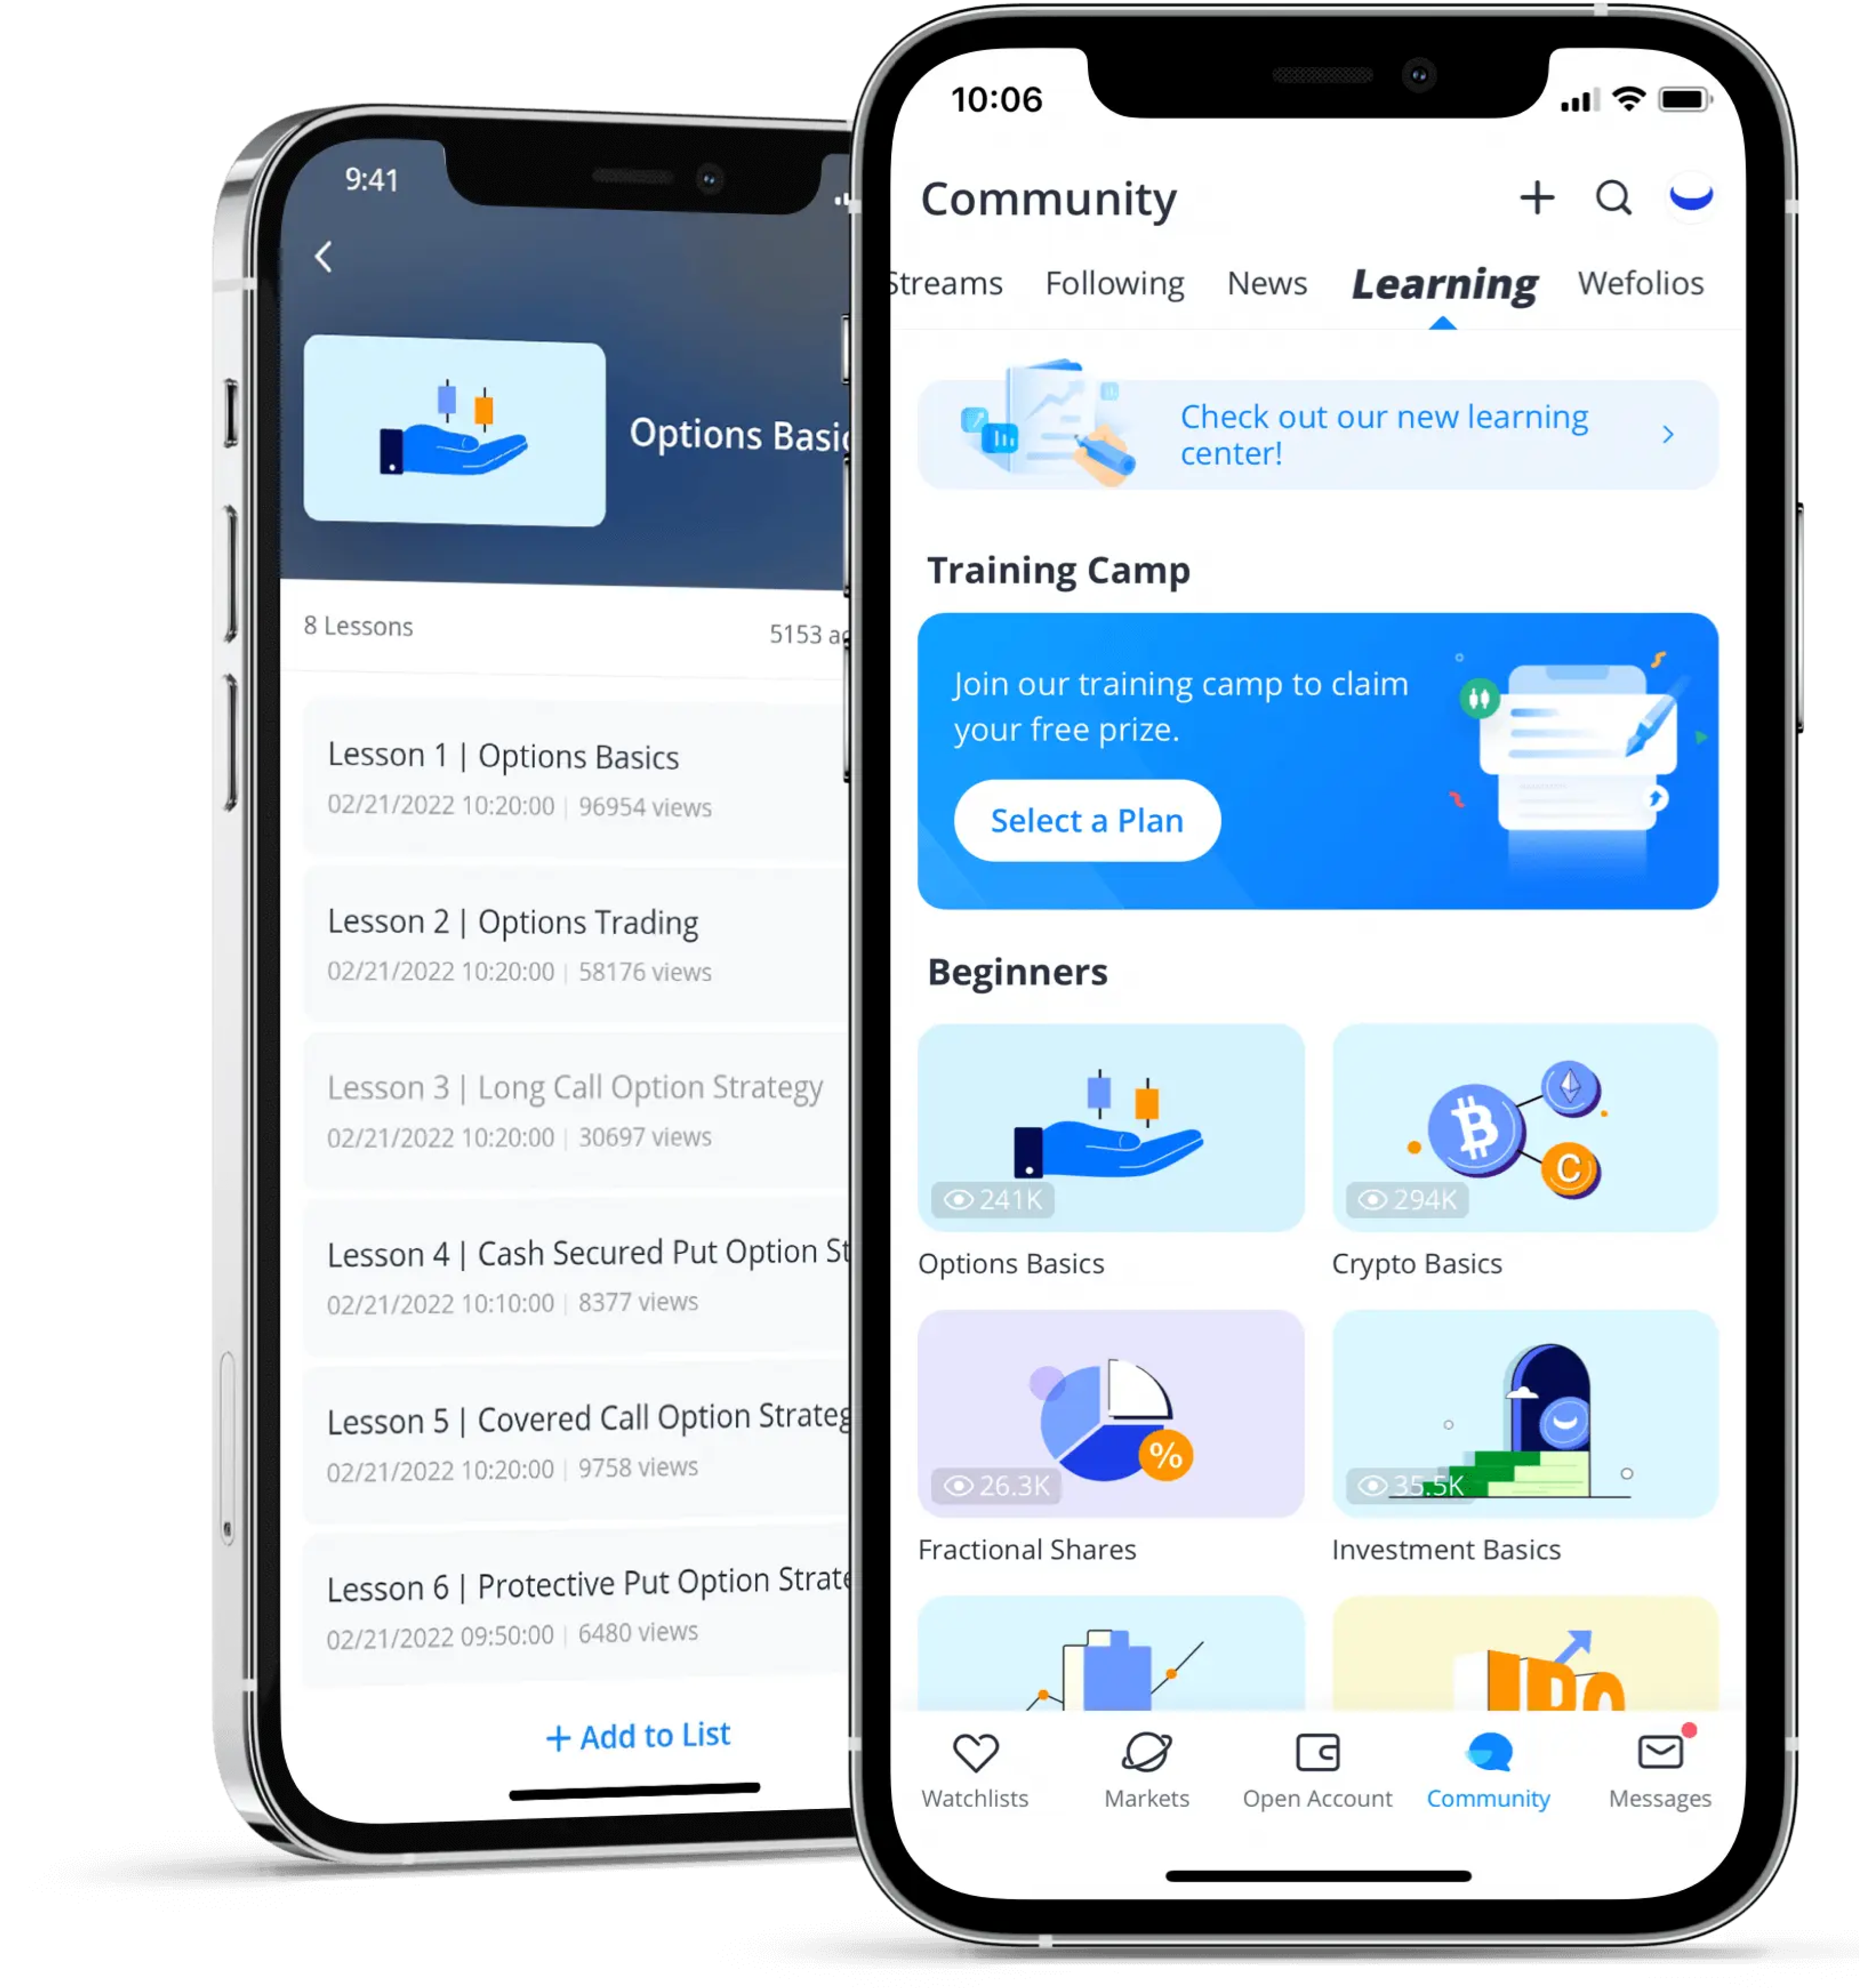 9:41
Options Basic
8 Lessons
5153
Lesson 1 | Options Basics
02/21/2022 10:20:00 | 96954 views
Lesson 2 | Options Trading
02/21/2022 10:20:00 | 58176 views
Lesson 3 | Long Call Option Strategy
02/21/2022 10:20:00 | 30697 views
Lesson 4 | Cash Secured Put Option St
02/21/2022 10:10:00 | 8377 views
Lesson 5 | Covered Call Option Strateg
02/21/2022 10:20:00 | 9758 views
Lesson 6 | Protective Put Option Strate
02/21/2022 09:50:00 | 6480 views
+ Add to List
10:06
Community
Streams Following News Learning Wefolios
Check out our new learning
center!
Training Camp
Join our training camp to claim
your free prize.
Select a Plan
Beginners
241K
294K
Options Basics
Crypto Basics
%
26.3K
35.5K
Fractional Shares
Investment Basics
IPO
Watchlists Markets Open Account Community Messages